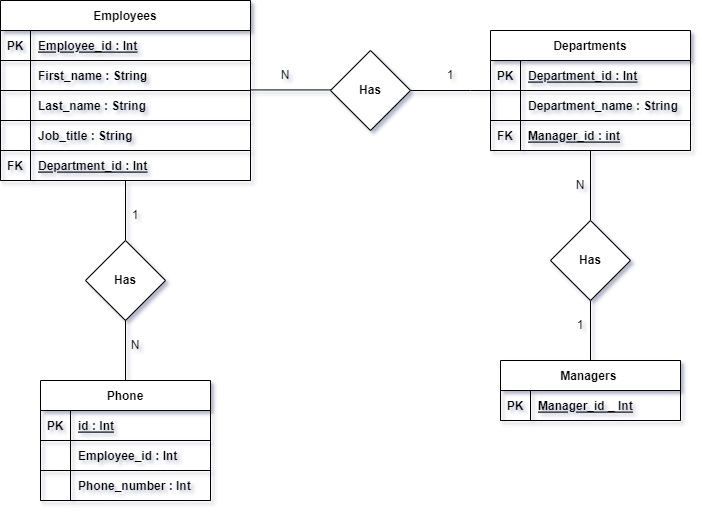 Employees
PK Employee_id : Int
First_name : String
Last_name : String
Job_title : String
FK Department_id : Int
N
Has
1
Departments
PK Department_id : Int
Department_name : String
FK Manager_id : int
1
Has
N
N
Has
1
Phone
PK id : Int
Employee_id : Int
Phone_number : Int
Managers
PK Manager_id _ Int